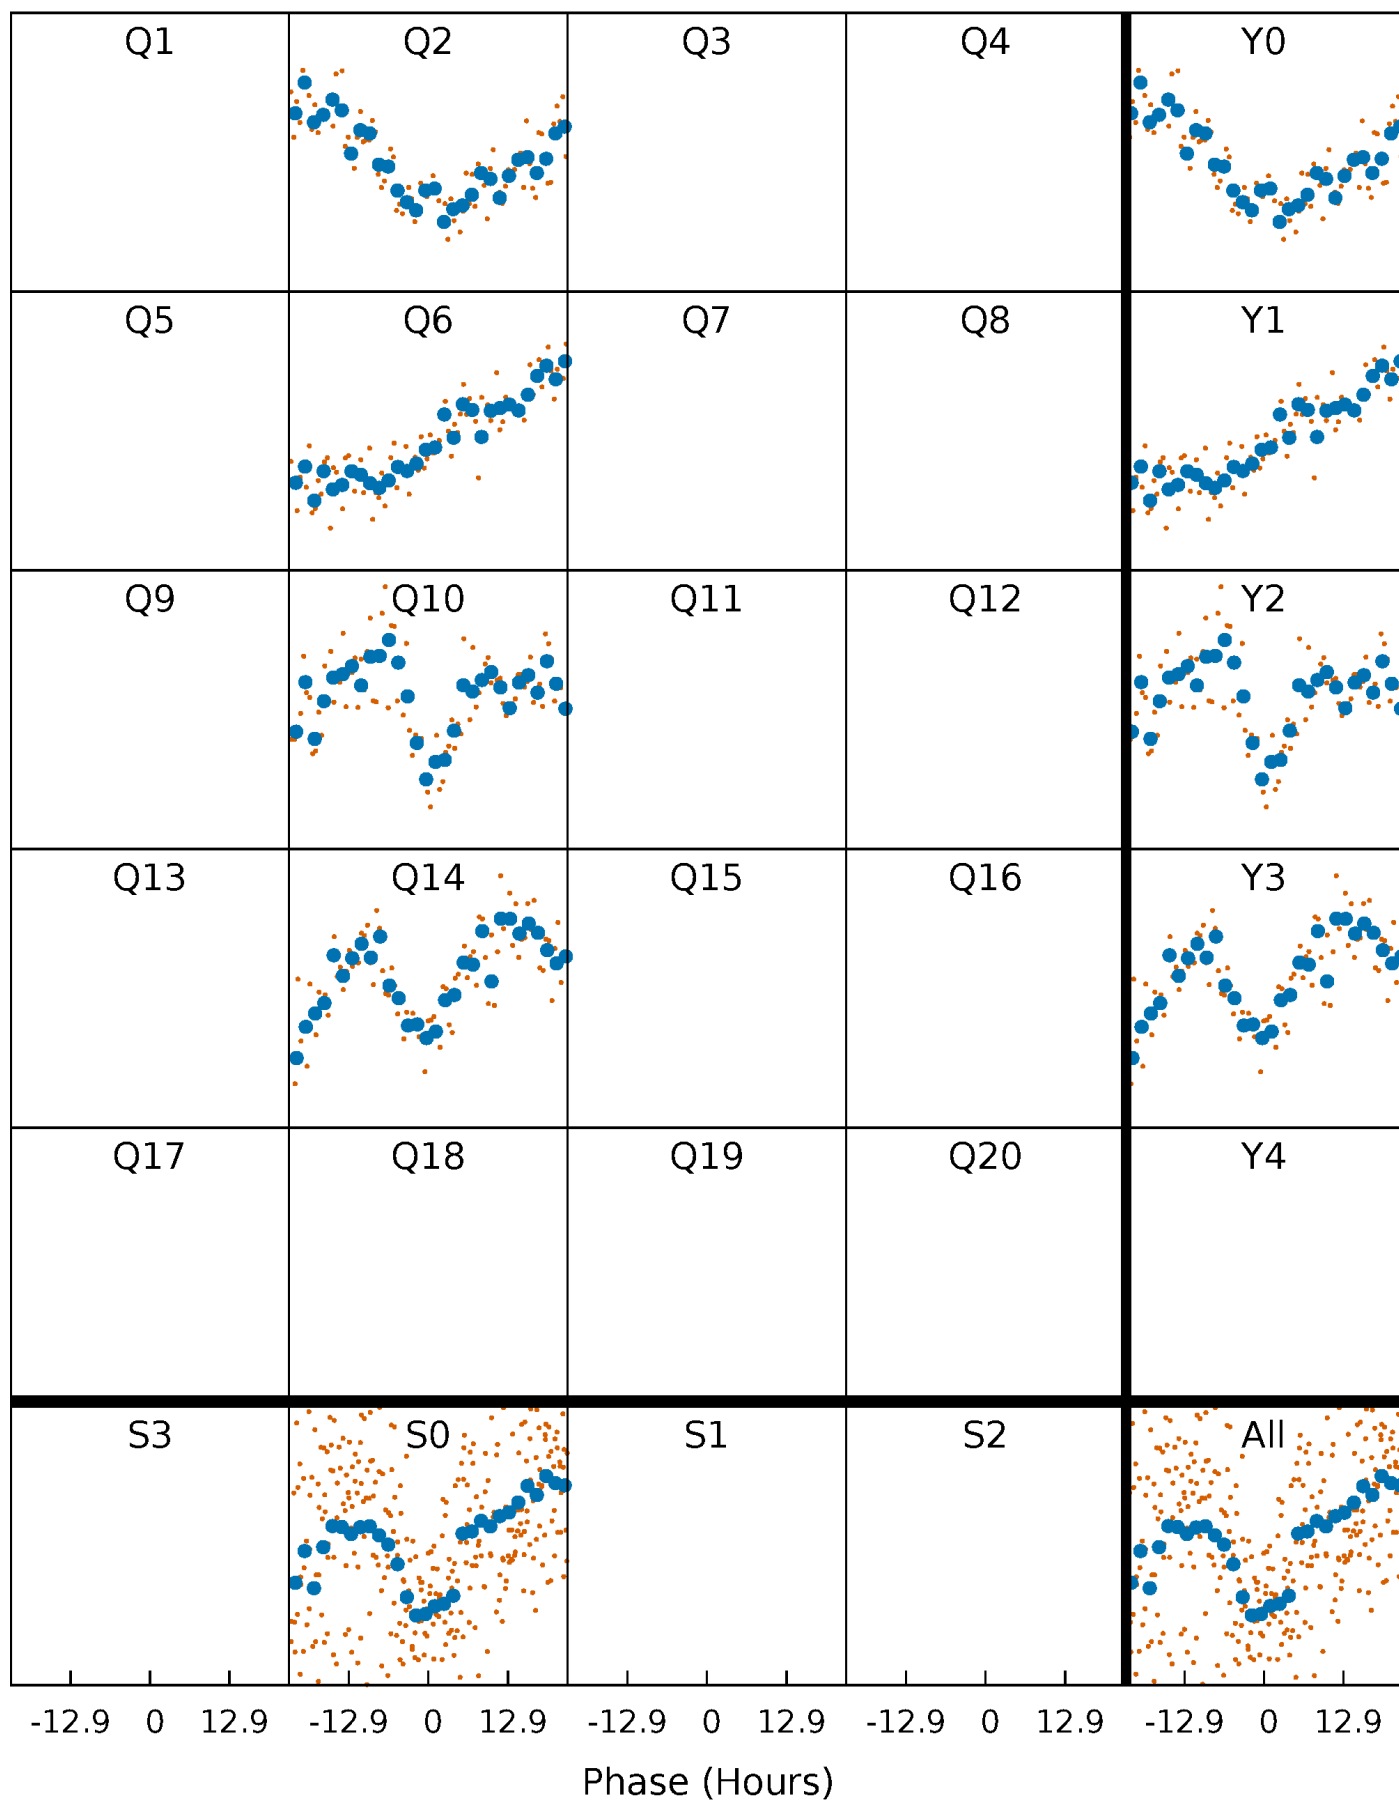 Q1 Q2 Q3 Q4 Y0
Q5 Q6 Q7 Q8 Y1
Q9 Q10 Q11 Q12 Y2
Q13 Q14 Q15 Q16 Y3
Q17 Q18 Q19 Q20 Y4
S3 S0 S1 S2 All
-12.9 0 12.9 -12.9 0 12.9 -12.9 0 12.9 -12.9 0 12.9 -12.9 0 12.9
Phase (Hours)